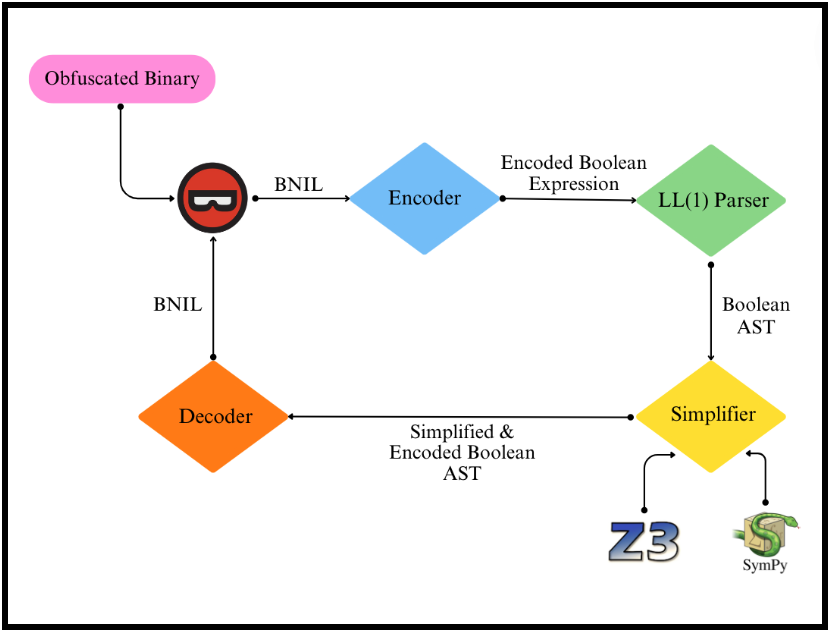 Obfuscated Binary
BNIL
Encoder
Encoded Boolean
Expression
LL(1) Parser
Boolean
AST
BNIL
Decoder
Simplified &
Encoded Boolean
AST
Simplifier
Z3
SymPy